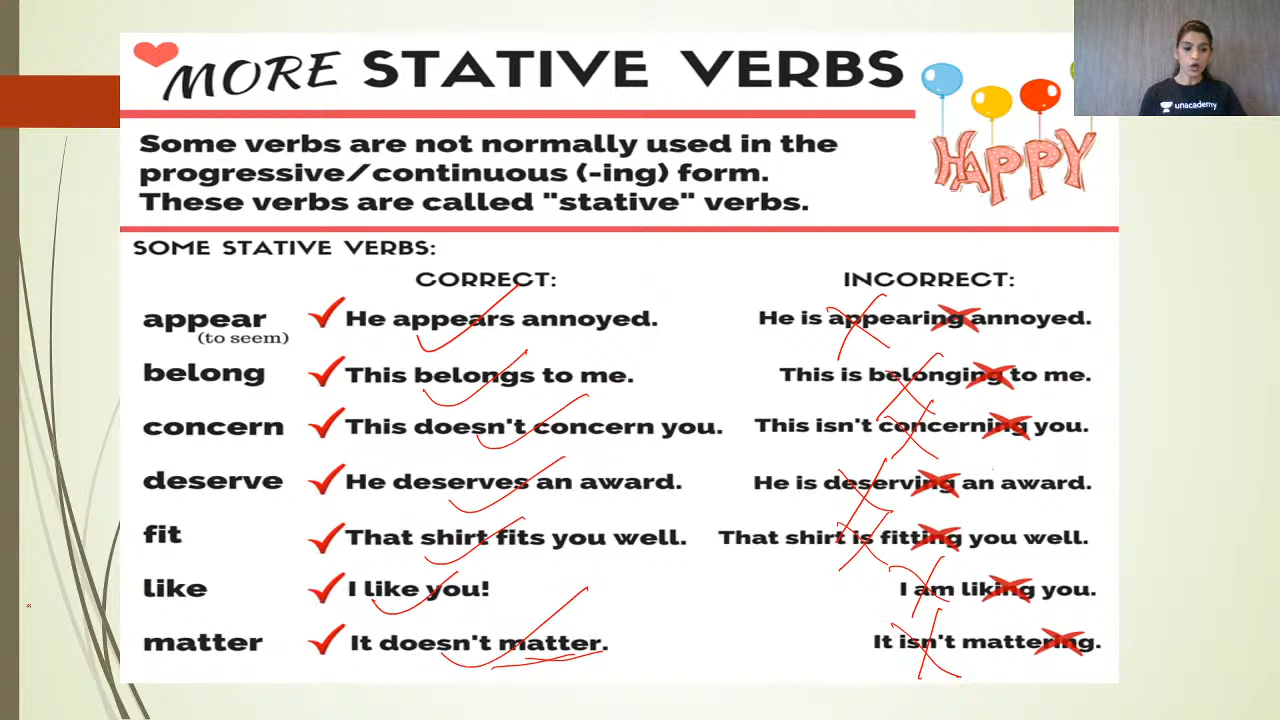 MORE STATIVE VERBS
unacademy
HAPPY
Some verbs are not normally used in the
progressive/continuous (-ing) form.
These verbs are called "stative" verbs.
SOME STATIVE VERBS:
CORRECT: INCORRECT:
appear He appears annoyed. He is appearing annoyed.
(to seem)
belong This belongs to me. This is belonging to me.
concern This doesn't concern you. This isn't concerning you.
deserve He deserves an award. He is deserving an award.
fit That shirt fits you well. That shirt is fitting you well.
like I like you! I am liking you.
matter It doesn't matter. It isn't mattering.